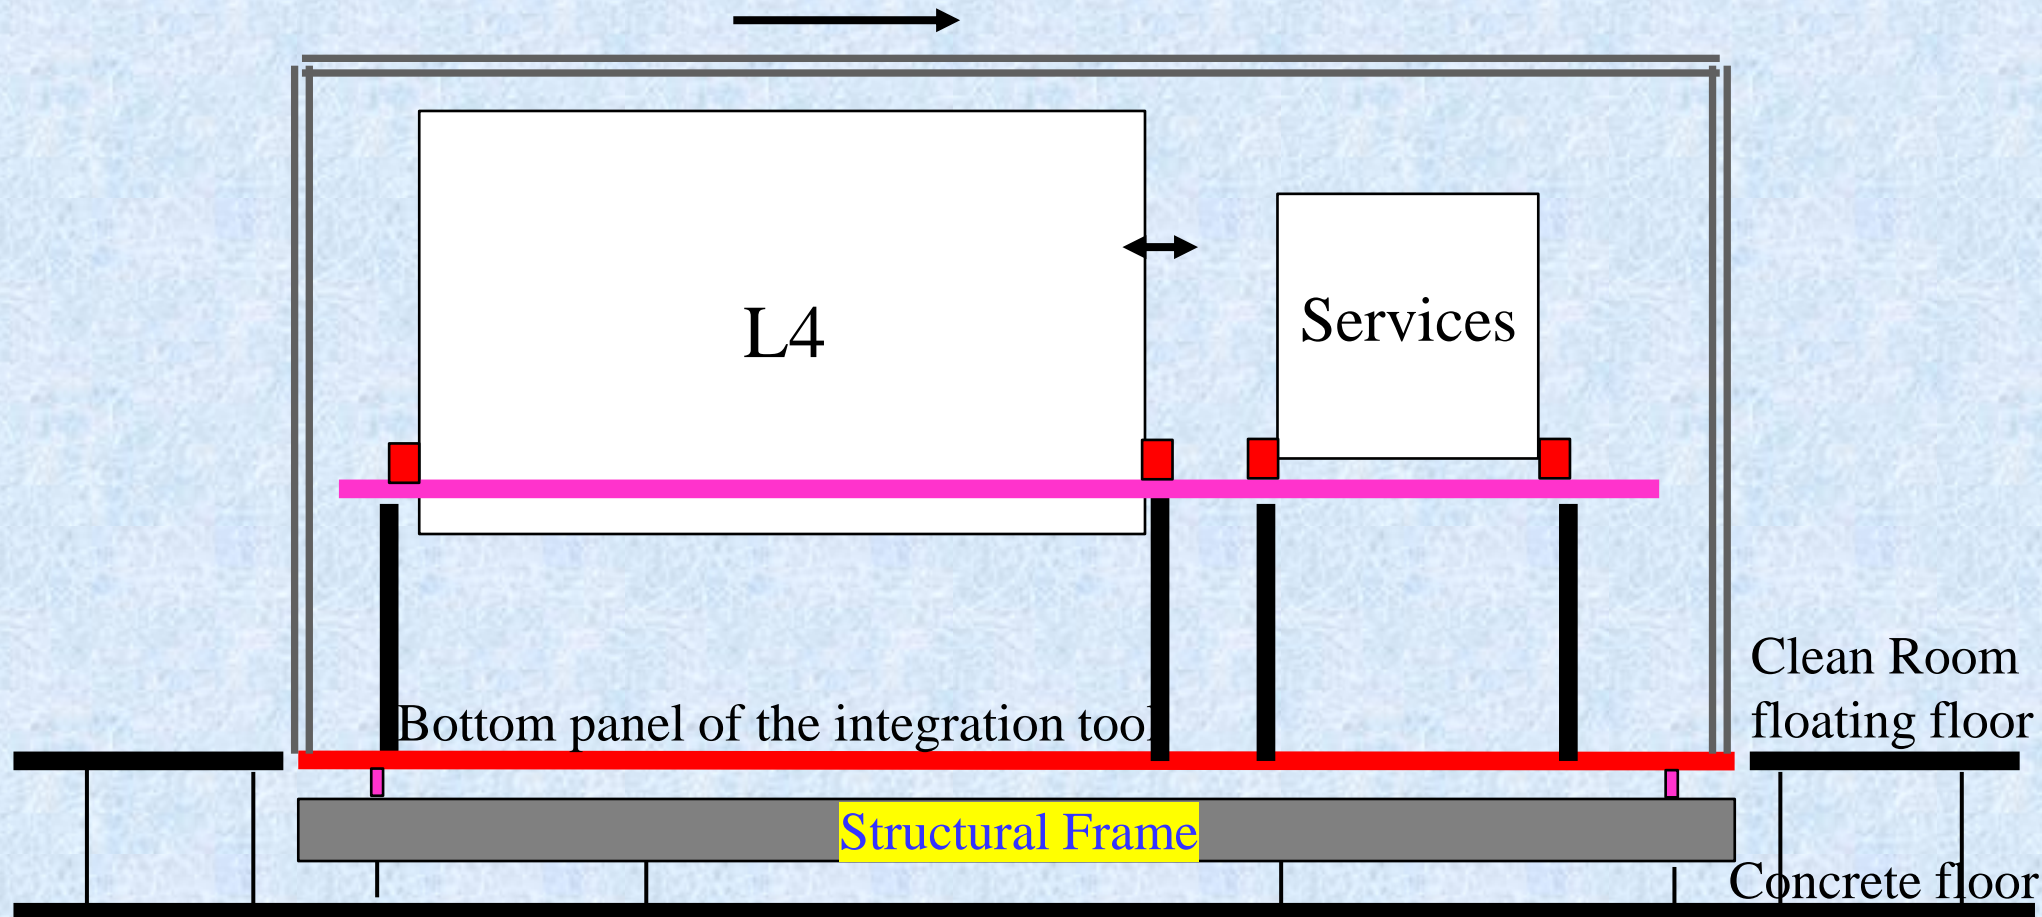 L4
Services
Clean Room
floating floor
Bottom panel of the integration tool
Structural Frame
Concrete floor